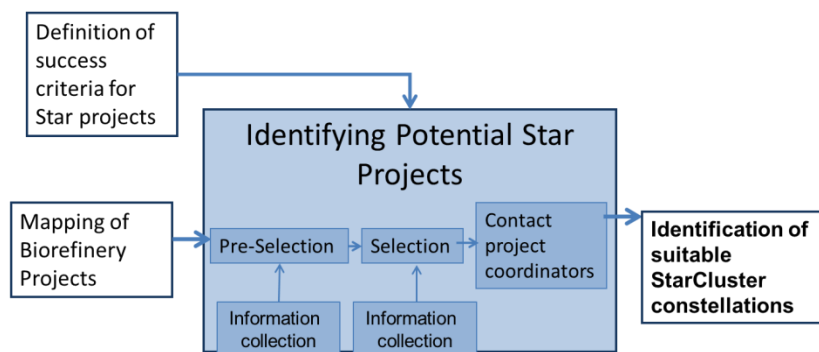 Definition of
success
criteria for
Star projects
Identifying Potential Star
Projects
Mapping of
Biorefinery
Projects
Pre-Selection
Selection
Contact
project
coordinators
Identification of
suitable
StarCluster
constellations
Information
collection
Information
collection